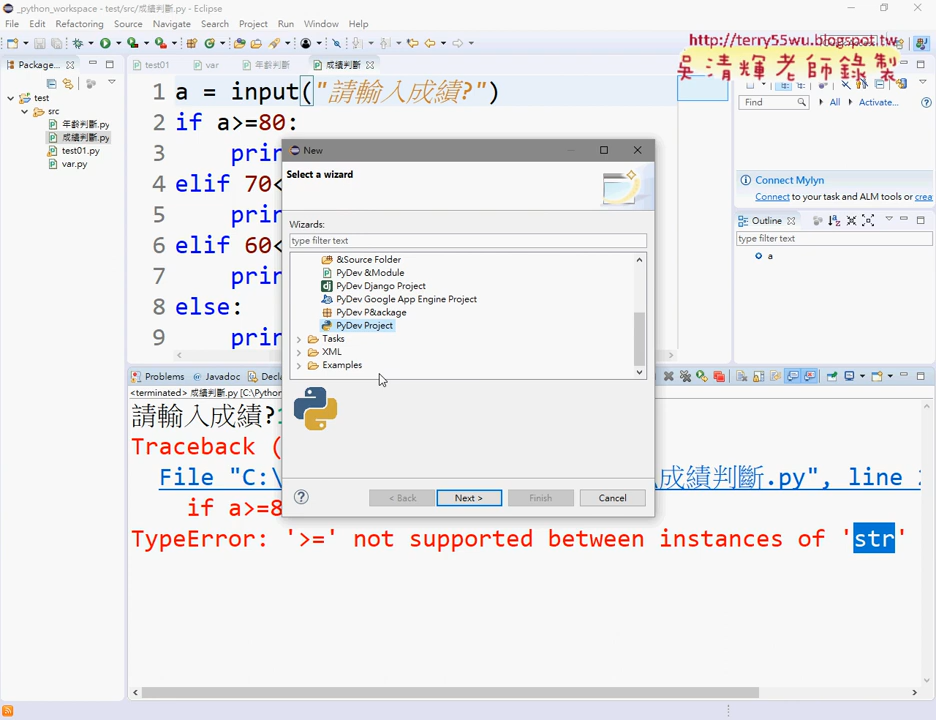 _python_workspace - test/src/成績判斷.py - Eclipse
File Edit Refactoring Source Navigate Search Project Run Window Help
http://terry55wu.blogspot.tw
吳清輝老師錄製
Package...
test01 var 年齡判斷 成績判斷
test
src
年齡判斷.py
成績判斷.py
test01.py
var.py
1 a = input("請輸入成績?")
2 if a>=80:
3 prin
4 elif 70<
5 prin
6 elif 60<
7 prin
8 else:
9 prin
New
Select a wizard
Wizards:
type filter text
&Source Folder
PyDev &Module
PyDev Django Project
PyDev Google App Engine Project
PyDev P&ackage
PyDev Project
Tasks
XML
Examples
< Back Next > Finish Cancel
Find All Activate...
Connect Mylyn
Connect to your task and ALM tools or crea
Outline
type filter text
a
Problems Javadoc Decla
<terminated> 成績判斷.py [C:\Python
請輸入成績?1
Traceback (
File "C:\ 成績判斷.py", line 2
if a>=8
TypeError: '>=' not supported between instances of 'str'